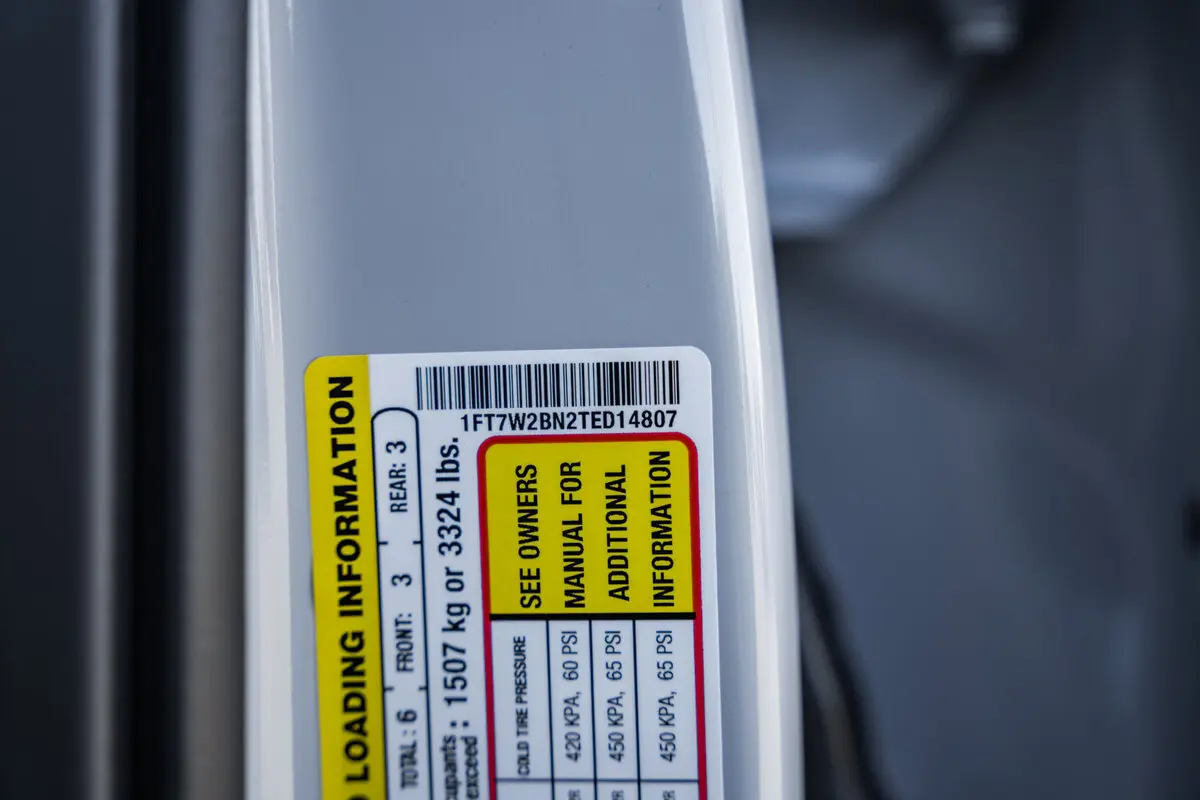 1FT7W2BN2TED14807
LOADING INFORMATION
TOTAL : 6 FRONT: 3 REAR: 3
exceed : 1507 kg or 3324 lbs.
SEE OWNERS
MANUAL FOR
ADDITIONAL
INFORMATION
COLD TIRE PRESSURE
420 KPA, 60 PSI
450 KPA, 65 PSI
450 KPA, 65 PSI